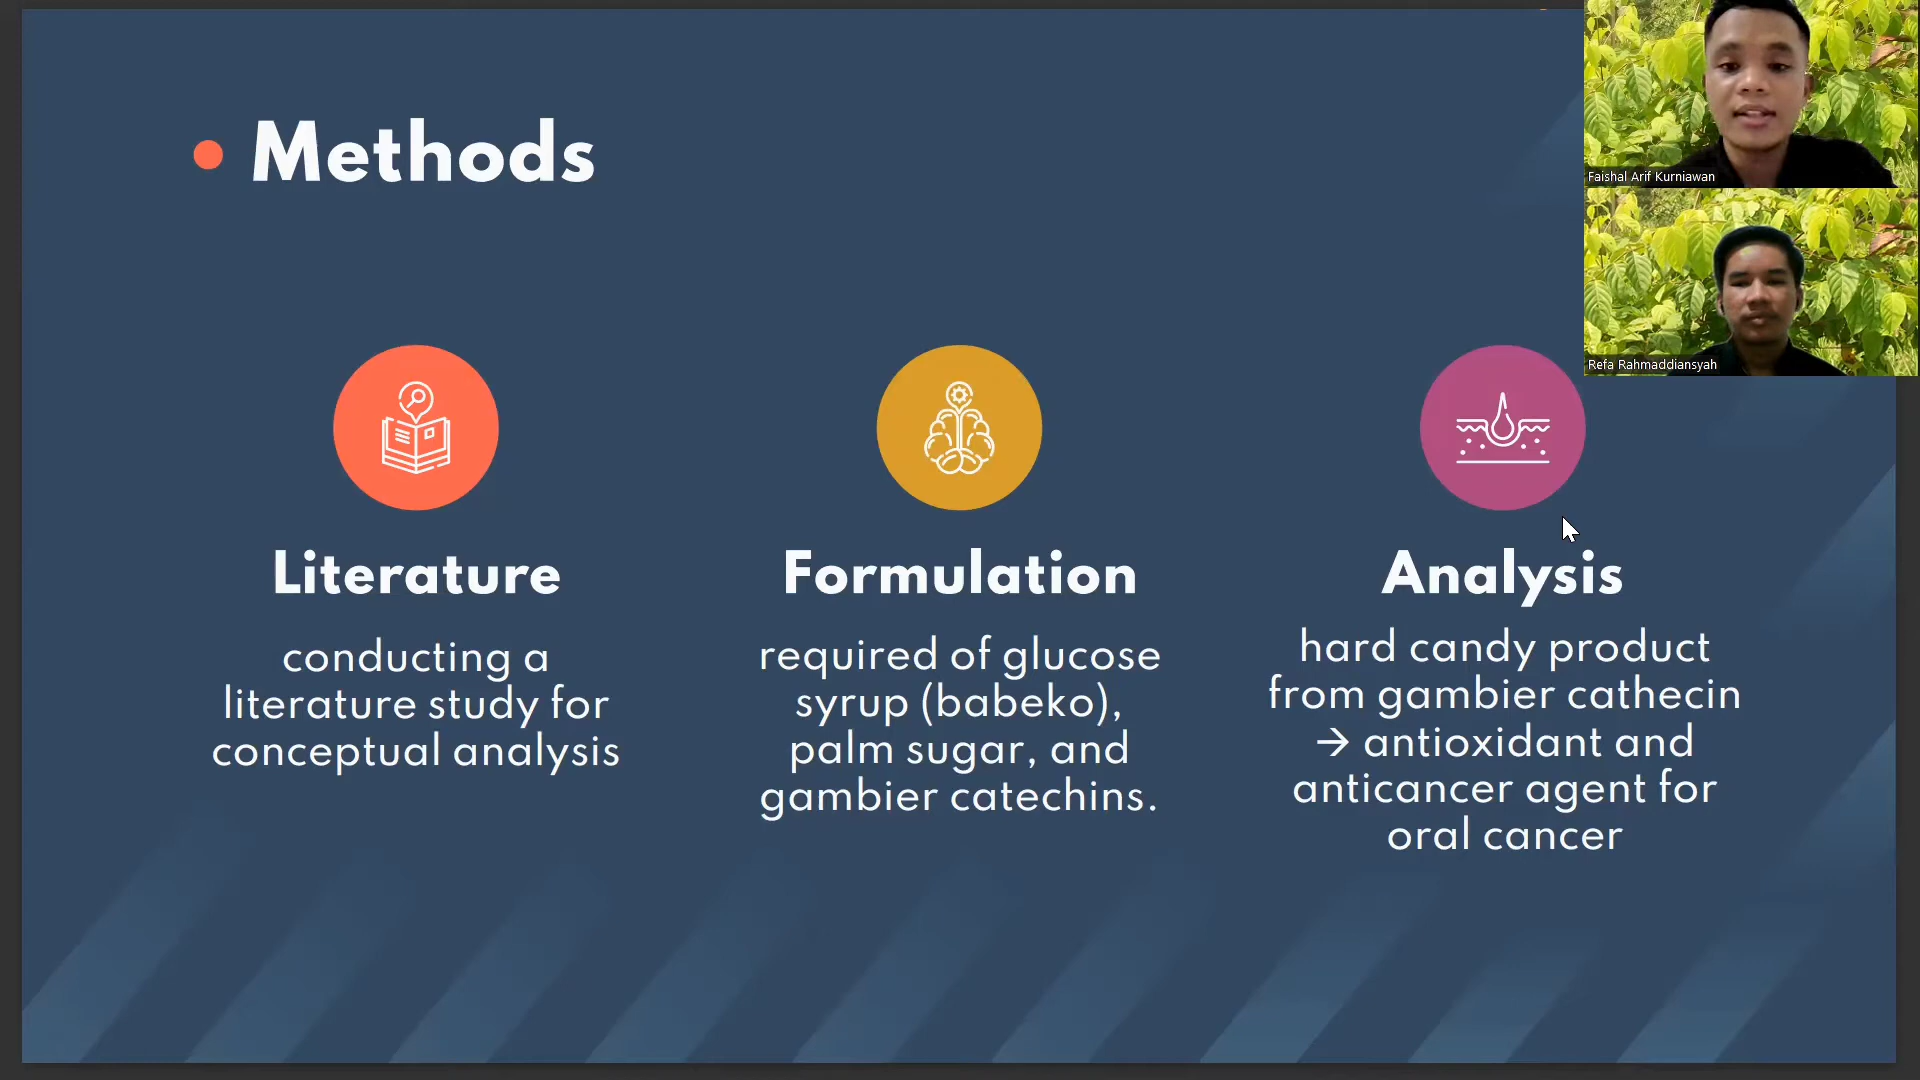 Methods
Faishal Arif Kurniawan
Refa Rahmaddiansyah
Literature
conducting a
literature study for
conceptual analysis
Formulation
required of glucose
syrup (babeko),
palm sugar, and
gambier catechins.
Analysis
hard candy product
from gambier cathecin
→ antioxidant and
anticancer agent for
oral cancer